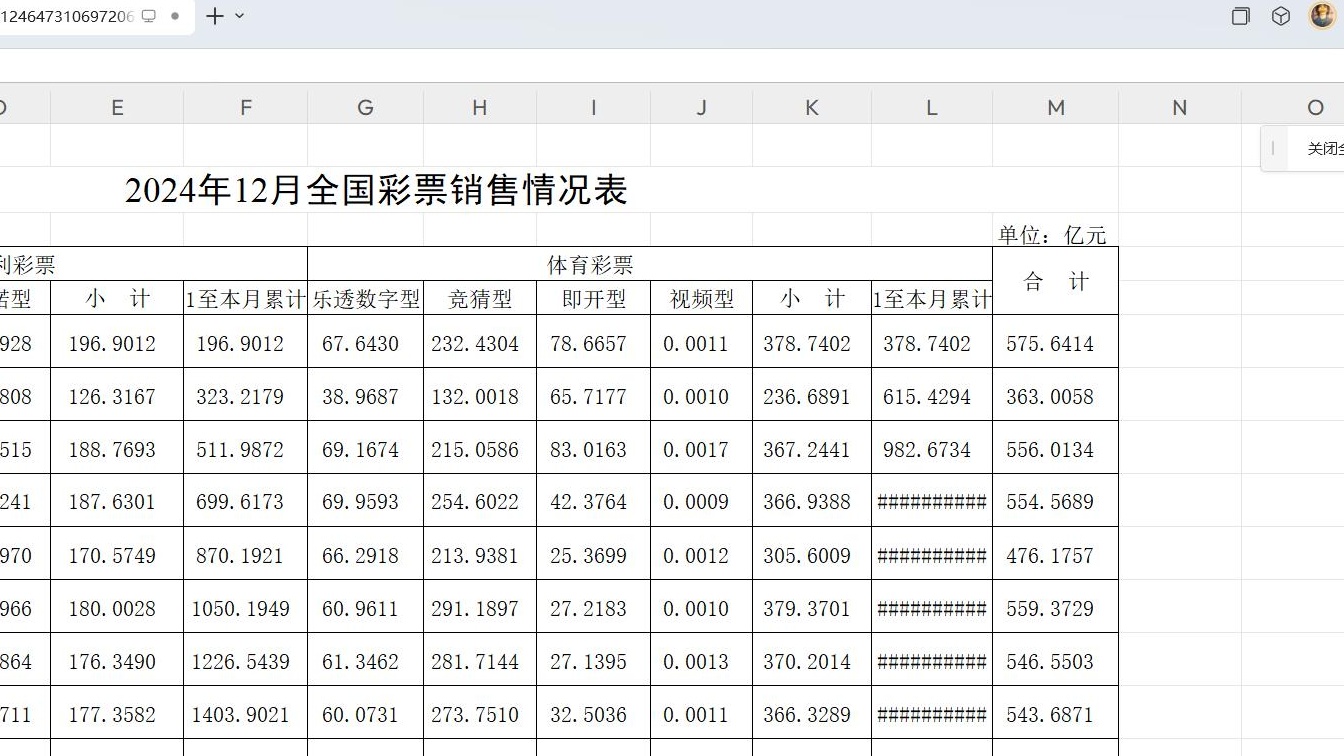 124647310697206
E F G H I J K L M N O
2024年12月全国彩票销售情况表
单位：亿元
利彩票 体育彩票 合 计
诺型 小 计 1至本月累计 乐透数字型 竞猜型 即开型 视频型 小 计 1至本月累计
928 196.9012 196.9012 67.6430 232.4304 78.6657 0.0011 378.7402 378.7402 575.6414
808 126.3167 323.2179 38.9687 132.0018 65.7177 0.0010 236.6891 615.4294 363.0058
515 188.7693 511.9872 69.1674 215.0586 83.0163 0.0017 367.2441 982.6734 556.0134
241 187.6301 699.6173 69.9593 254.6022 42.3764 0.0009 366.9388 ########## 554.5689
970 170.5749 870.1921 66.2918 213.9381 25.3699 0.0012 305.6009 ########## 476.1757
966 180.0028 1050.1949 60.9611 291.1897 27.2183 0.0010 379.3701 ########## 559.3729
864 176.3490 1226.5439 61.3462 281.7144 27.1395 0.0013 370.2014 ########## 546.5503
711 177.3582 1403.9021 60.0731 273.7510 32.5036 0.0011 366.3289 ########## 543.6871
关闭